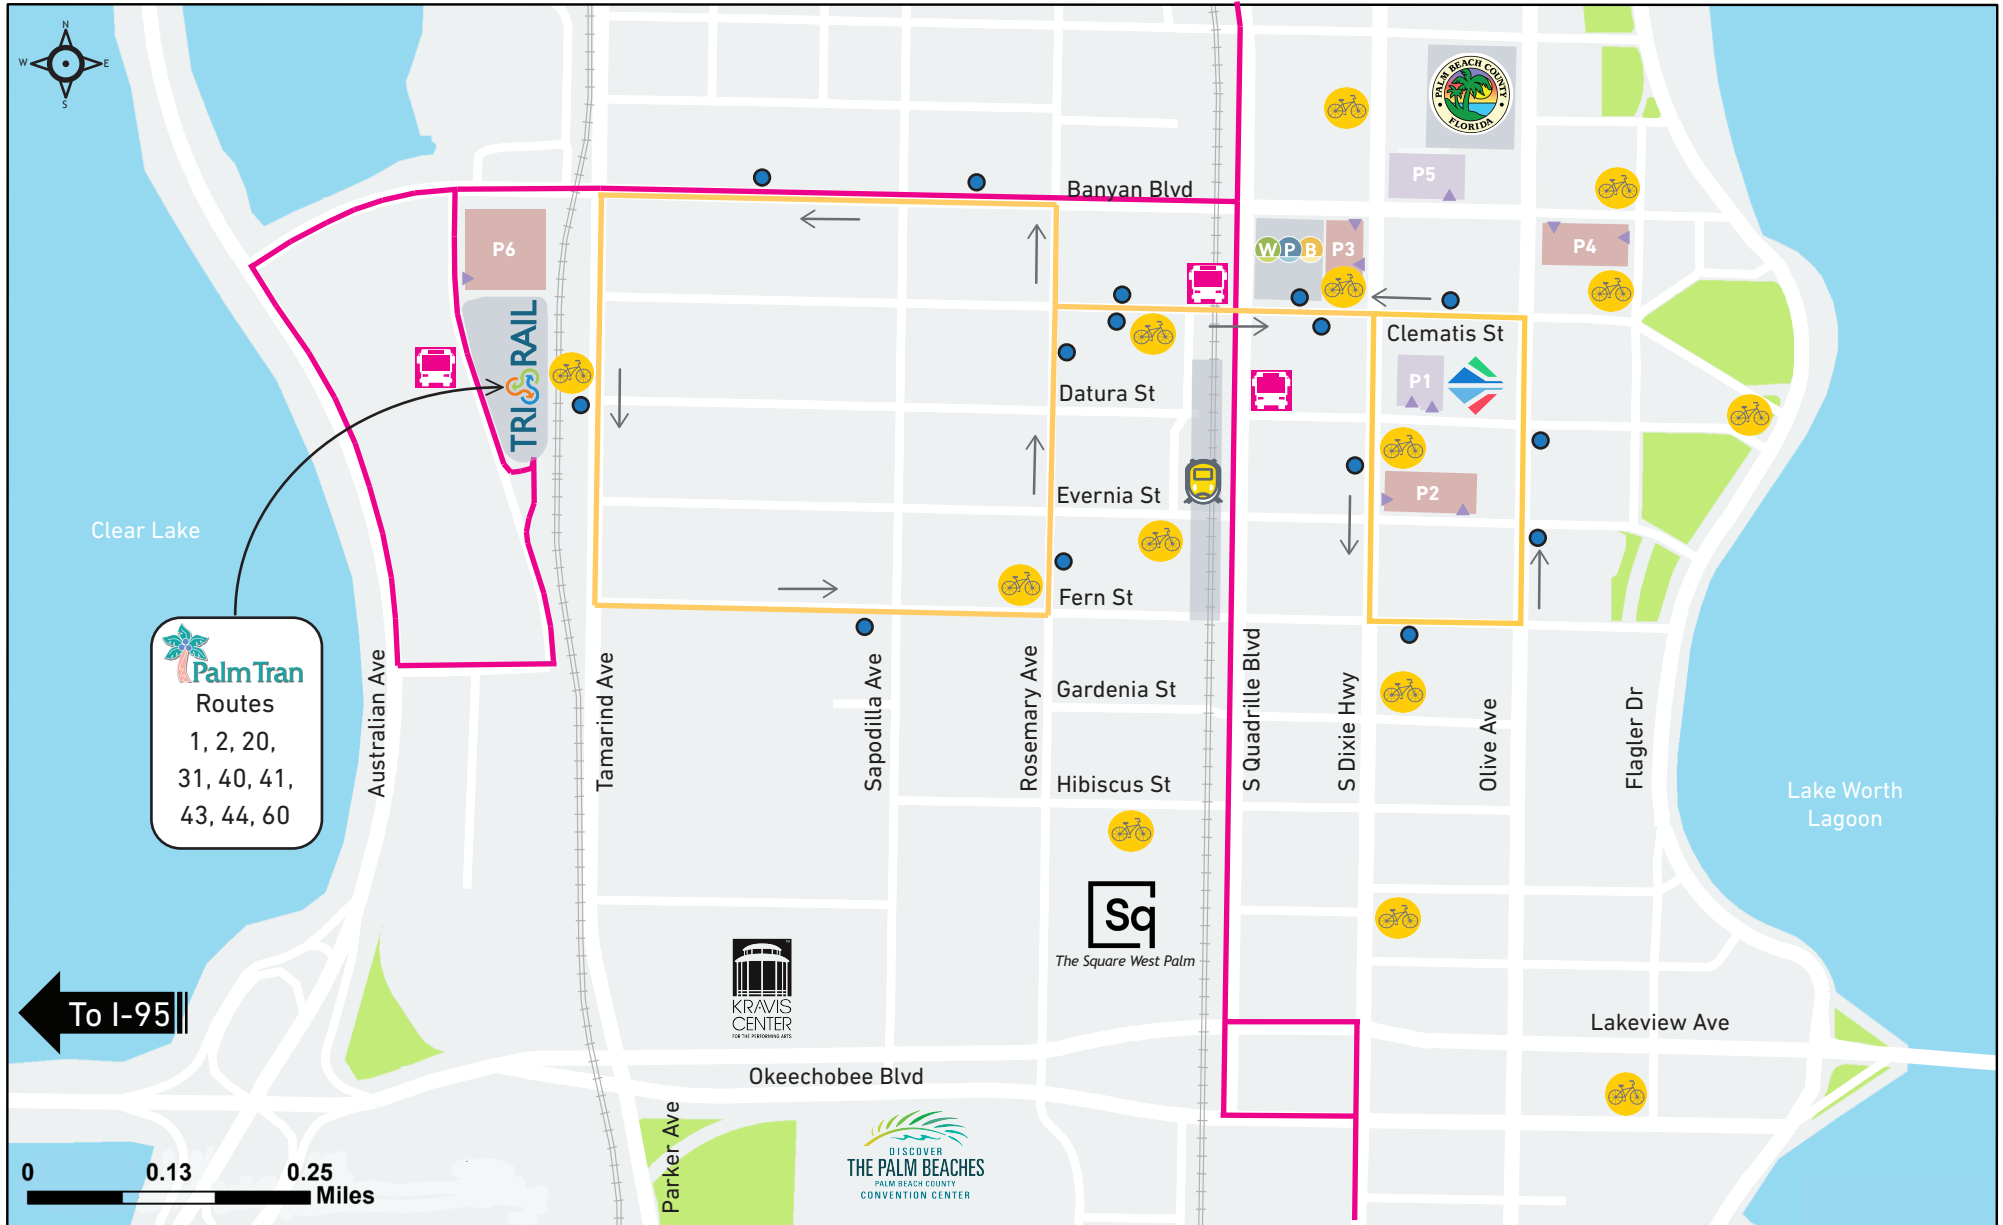 N
W
E
S
PALM BEACH COUNTY
FLORIDA
P5
Banyan Blvd
P6
W P B
P3
P4
TRI RAIL
Clematis St
P1
Datura St
P2
Evernia St
Clear Lake
Fern St
Palm Tran
Routes
1, 2, 20,
31, 40, 41,
43, 44, 60
Australian Ave
Tamarind Ave
Sapodilla Ave
Rosemary Ave
Gardenia St
S Quadrille Blvd
S Dixie Hwy
Olive Ave
Flagler Dr
Hibiscus St
Lake Worth
Lagoon
Sq
The Square West Palm
KRAVIS
CENTER
FOR THE PERFORMING ARTS
To I-95
Lakeview Ave
Okeechobee Blvd
Parker Ave
DISCOVER
THE PALM BEACHES
PALM BEACH COUNTY
CONVENTION CENTER
0 0.13 0.25
Miles